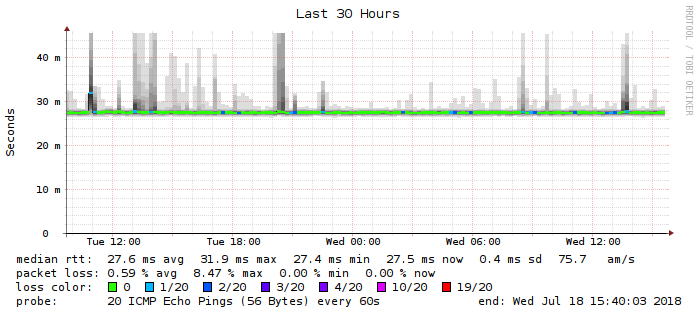 Last 30 Hours
RRDTOOL / TOBI OETIKER
Seconds
40 m
30 m
20 m
10 m
0
Tue 12:00 Tue 18:00 Wed 00:00 Wed 06:00 Wed 12:00
median rtt: 27.6 ms avg 31.9 ms max 27.4 ms min 27.5 ms now 0.4 ms sd 75.7 am/s
packet loss: 0.59 % avg 8.47 % max 0.00 % min 0.00 % now
loss color: 0 1/20 2/20 3/20 4/20 10/20 19/20
probe: 20 ICMP Echo Pings (56 Bytes) every 60s end: Wed Jul 18 15:40:03 2018